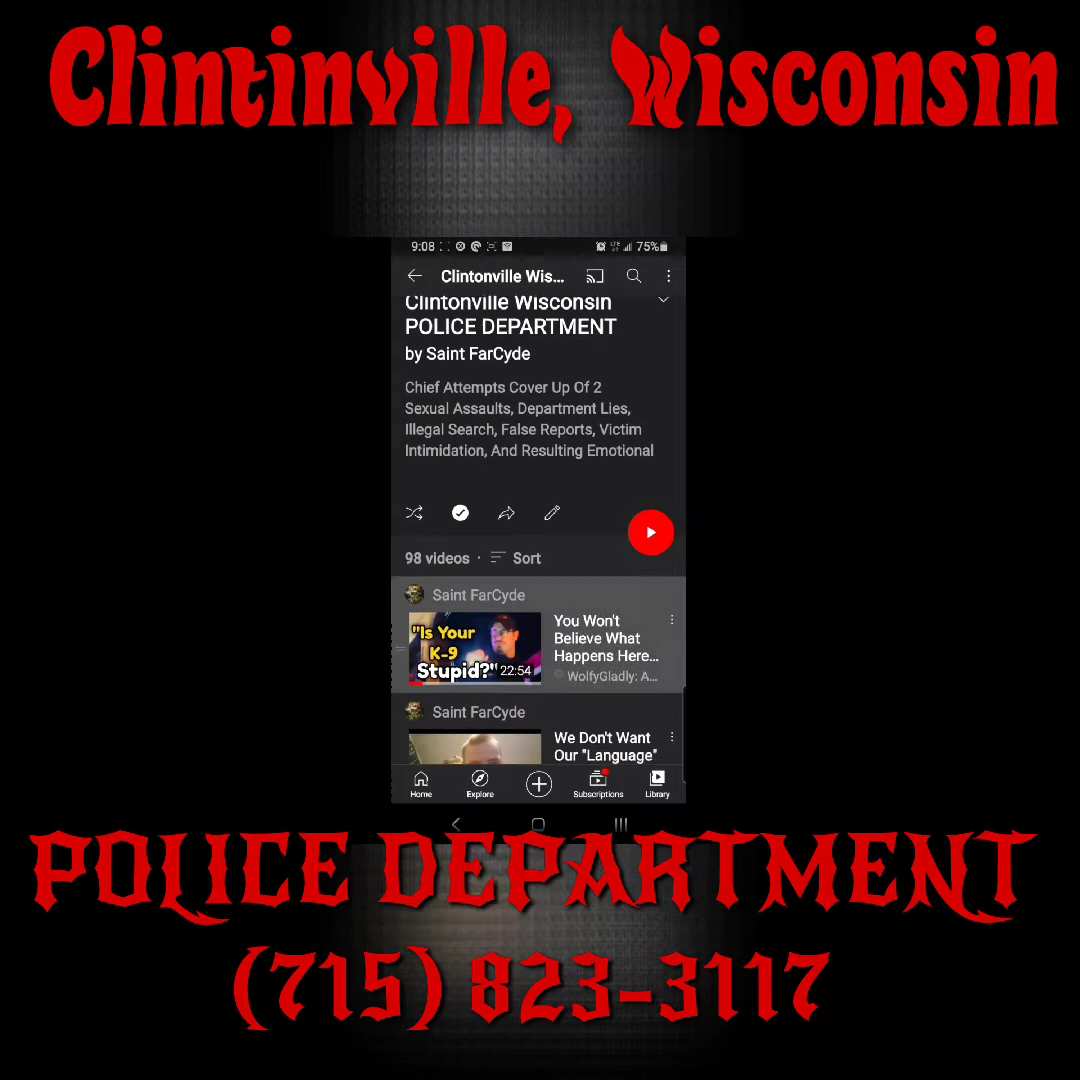 Clintinville, Wisconsin
9:08
LTE
75%
Clintonville Wis...
Clintonville Wisconsin
POLICE DEPARTMENT
by Saint FarCyde
Chief Attempts Cover Up Of 2
Sexual Assaults, Department Lies,
Illegal Search, False Reports, Victim
Intimidation, And Resulting Emotional
98 videos · Sort
Saint FarCyde
"Is Your
K-9
Stupid?"
22:54
You Won't
Believe What
Happens Here...
WolfyGladly: A...
Saint FarCyde
We Don't Want
Our "Language"
Home
Explore
Subscriptions
Library
POLICE DEPARTMENT
(715) 823-3117